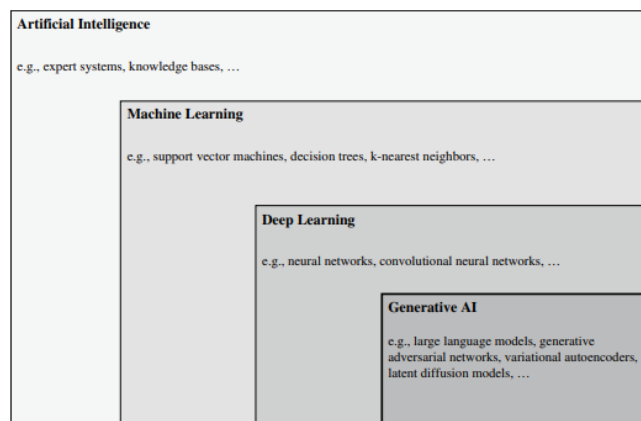 Artificial Intelligence
e.g., expert systems, knowledge bases, …
Machine Learning
e.g., support vector machines, decision trees, k-nearest neighbors, …
Deep Learning
e.g., neural networks, convolutional neural networks, …
Generative AI
e.g., large language models, generative
adversarial networks, variational autoencoders,
latent diffusion models, …